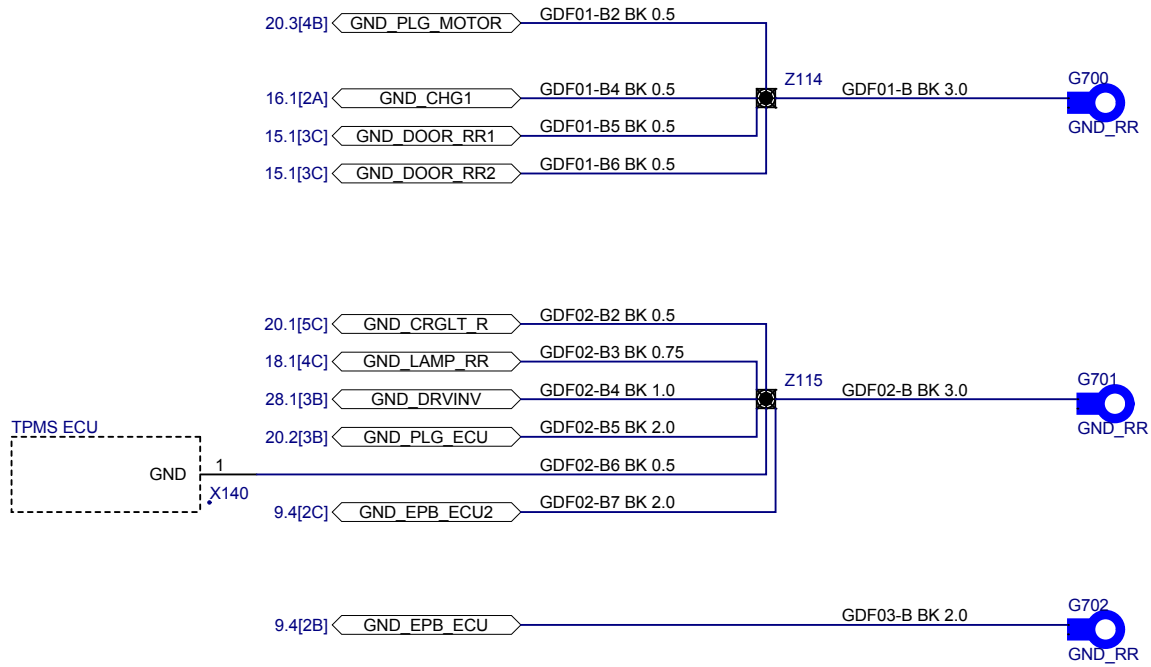 20.3[4B] GND_PLG_MOTOR GDF01-B2 BK 0.5
Z114 G700
16.1[2A] GND_CHG1 GDF01-B4 BK 0.5 GDF01-B BK 3.0
15.1[3C] GND_DOOR_RR1 GDF01-B5 BK 0.5 GND_RR
15.1[3C] GND_DOOR_RR2 GDF01-B6 BK 0.5
20.1[5C] GND_CRGLT_R GDF02-B2 BK 0.5
18.1[4C] GND_LAMP_RR GDF02-B3 BK 0.75
Z115 G701
28.1[3B] GND_DRVINV GDF02-B4 BK 1.0 GDF02-B BK 3.0
TPMS ECU 20.2[3B] GND_PLG_ECU GDF02-B5 BK 2.0 GND_RR
GND 1 GDF02-B6 BK 0.5
X140
9.4[2C] GND_EPB_ECU2 GDF02-B7 BK 2.0
G702
9.4[2B] GND_EPB_ECU GDF03-B BK 2.0
GND_RR